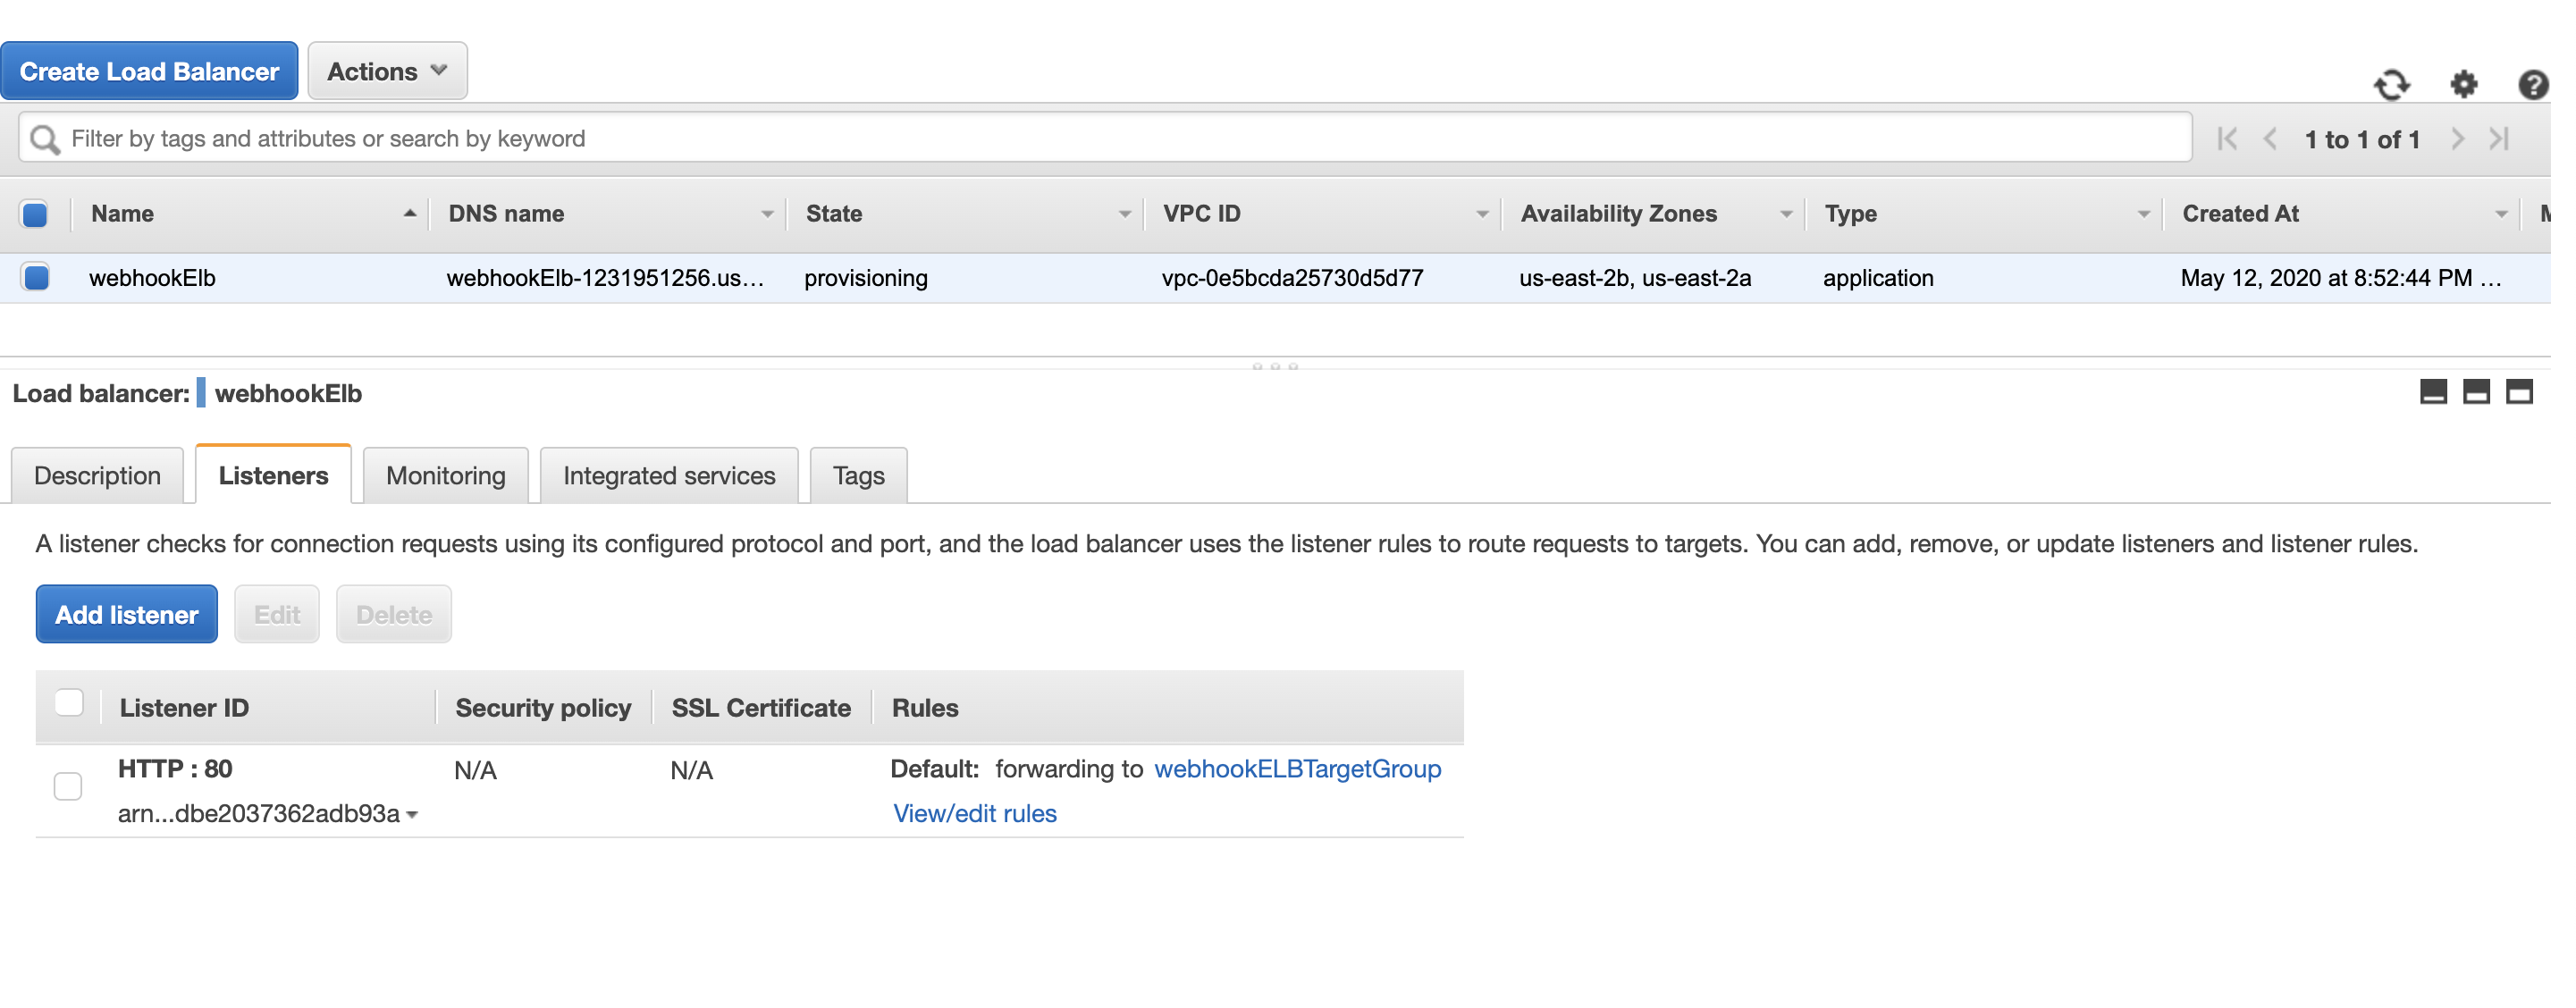 Create Load Balancer Actions
Filter by tags and attributes or search by keyword 1 to 1 of 1
Name DNS name State VPC ID Availability Zones Type Created At M
webhookElb webhookElb-1231951256.us... provisioning vpc-0e5bcda25730d5d77 us-east-2b, us-east-2a application May 12, 2020 at 8:52:44 PM ...
Load balancer: webhookElb
Description Listeners Monitoring Integrated services Tags
A listener checks for connection requests using its configured protocol and port, and the load balancer uses the listener rules to route requests to targets. You can add, remove, or update listeners and listener rules.
Add listener Edit Delete
Listener ID Security policy SSL Certificate Rules
HTTP : 80 N/A N/A Default: forwarding to webhookELBTargetGroup
arn...dbe2037362adb93a View/edit rules